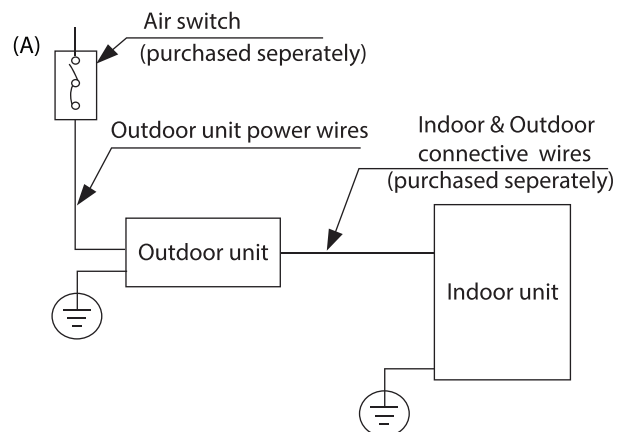 (A)
Air switch
(purchased seperately)
Outdoor unit power wires
Indoor & Outdoor
connective wires
(purchased seperately)
Outdoor unit
Indoor unit